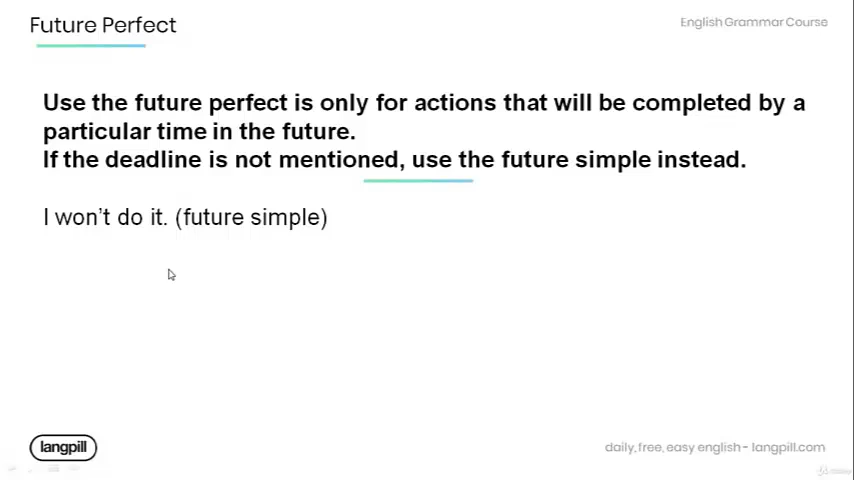 Future Perfect
English Grammar Course
Use the future perfect is only for actions that will be completed by a
particular time in the future.
If the deadline is not mentioned, use the future simple instead.
I won't do it. (future simple)
langpill
daily, free, easy english - langpill.com